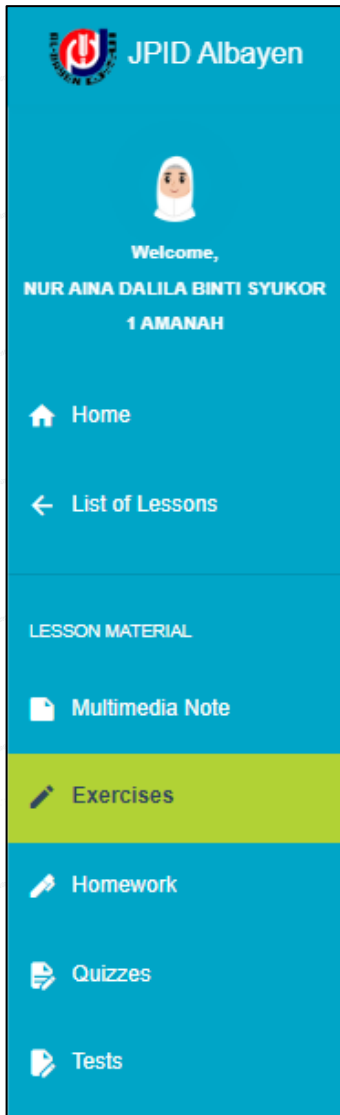 JPID Albayen
Welcome,
NUR AINA DALILA BINTI SYUKOR
1 AMANAH
Home
List of Lessons
LESSON MATERIAL
Multimedia Note
Exercises
Homework
Quizzes
Tests